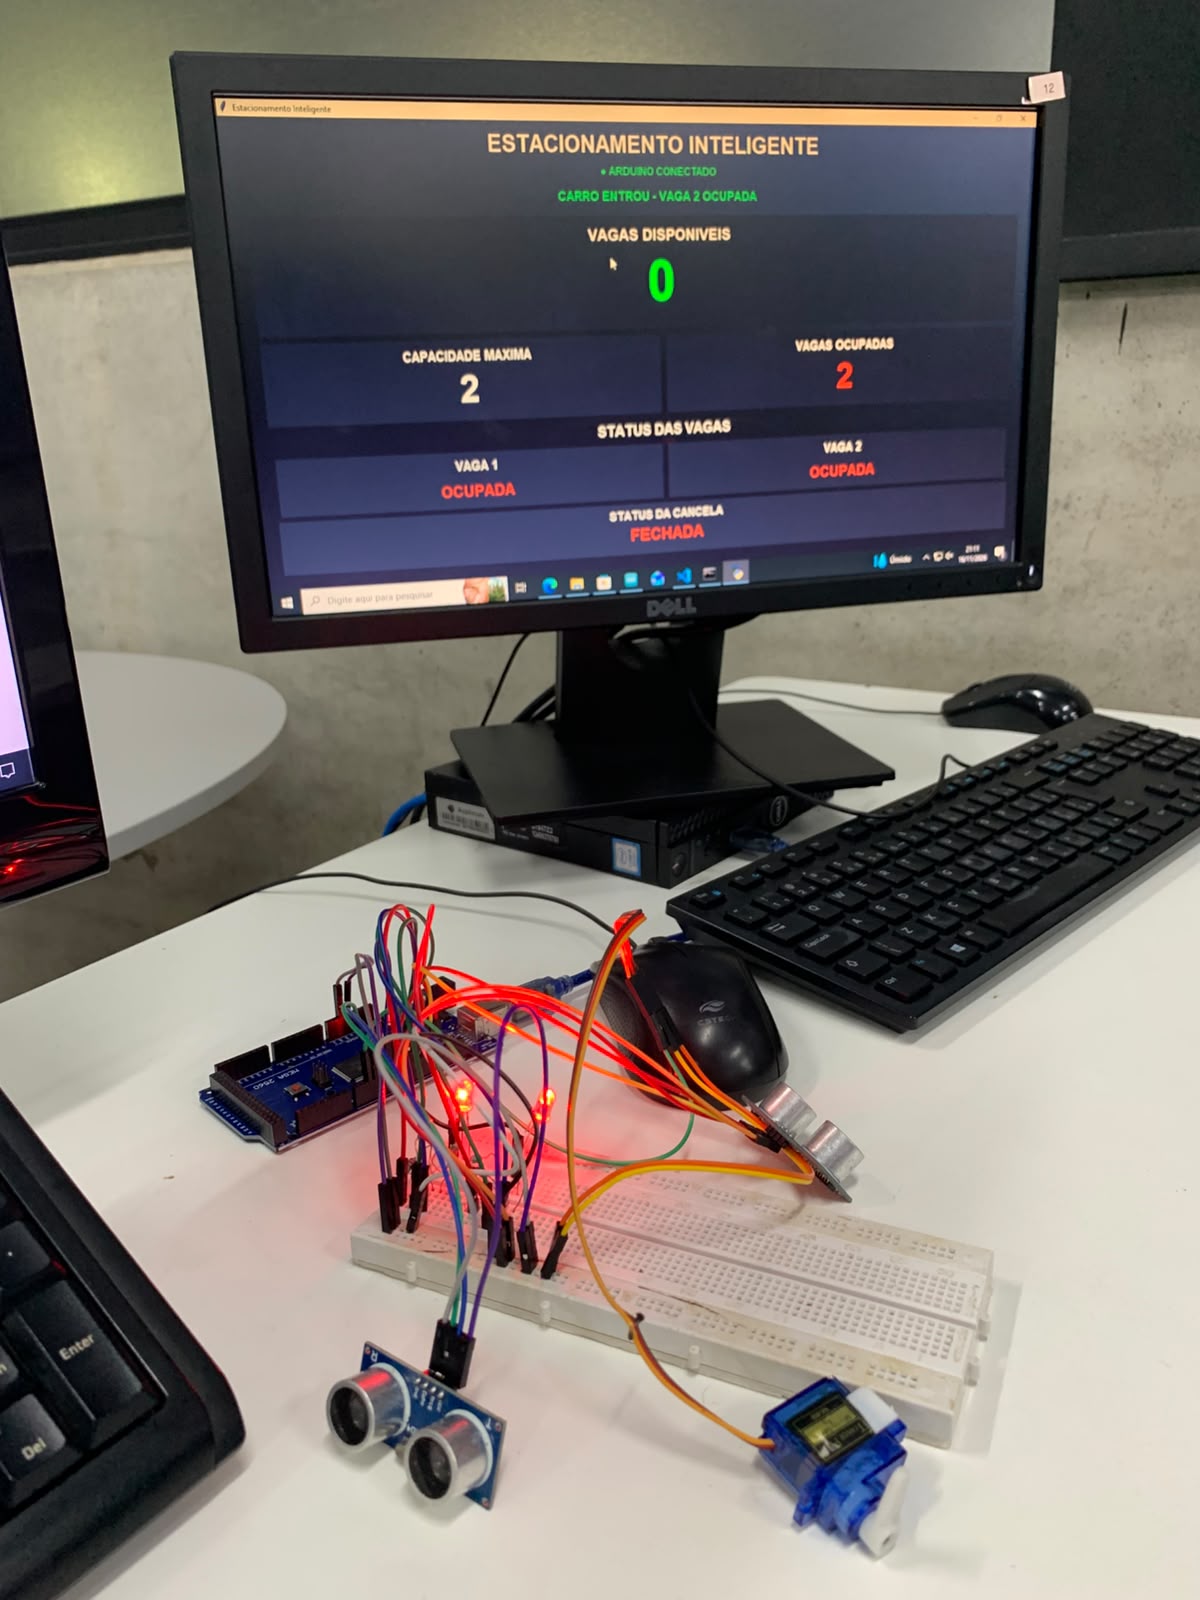 12
Estacionamento Inteligente
ESTACIONAMENTO INTELIGENTE
● ARDUINO CONECTADO
CARRO ENTROU - VAGA 2 OCUPADA
VAGAS DISPONIVEIS
0
CAPACIDADE MAXIMA
2
VAGAS OCUPADAS
2
STATUS DAS VAGAS
VAGA 1
OCUPADA
VAGA 2
OCUPADA
STATUS DA CANCELA
FECHADA
Digite aqui para pesquisar
DELL
MEGA 2560
Enter
Del